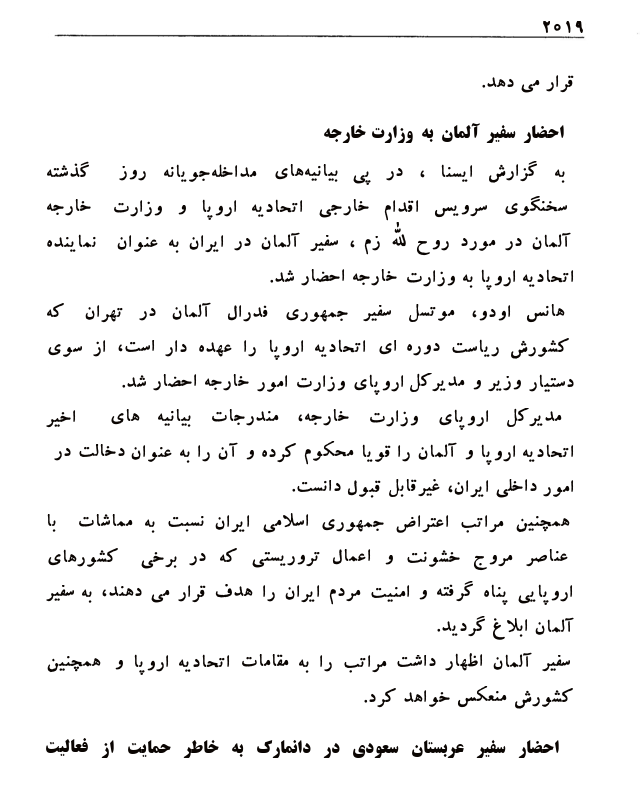 ۲۰۱۹
قرار می دهد.
احضار سفیر آلمان به وزارت خارجه
به گزارش ایسنا ، در پی بیانیه‌های مداخله‌جویانه روز گذشته
سخنگوی سرویس اقدام خارجی اتحادیه اروپا و وزارت خارجه
آلمان در مورد روح لله زم ، سفیر آلمان در ایران به عنوان نماینده
اتحادیه اروپا به وزارت خارجه احضار شد.
هانس اودو، موتسل سفیر جمهوری فدرال آلمان در تهران که
کشورش ریاست دوره ای اتحادیه اروپا را عهده دار است، از سوی
دستیار وزیر و مدیرکل اروپای وزارت امور خارجه احضار شد.
مدیرکل اروپای وزارت خارجه، مندرجات بیانیه های اخیر
اتحادیه اروپا و آلمان را قویا محکوم کرده و آن را به عنوان دخالت در
امور داخلی ایران، غیرقابل قبول دانست.
همچنین مراتب اعتراض جمهوری اسلامی ایران نسبت به مماشات با
عناصر مروج خشونت و اعمال تروریستی که در برخی کشورهای
اروپایی پناه گرفته و امنیت مردم ایران را هدف قرار می دهند، به سفیر
آلمان ابلاغ گردید.
سفیر آلمان اظهار داشت مراتب را به مقامات اتحادیه اروپا و همچنین
کشورش منعکس خواهد کرد.
احضار سفیر عربستان سعودی در دانمارک به خاطر حمایت از فعالیت